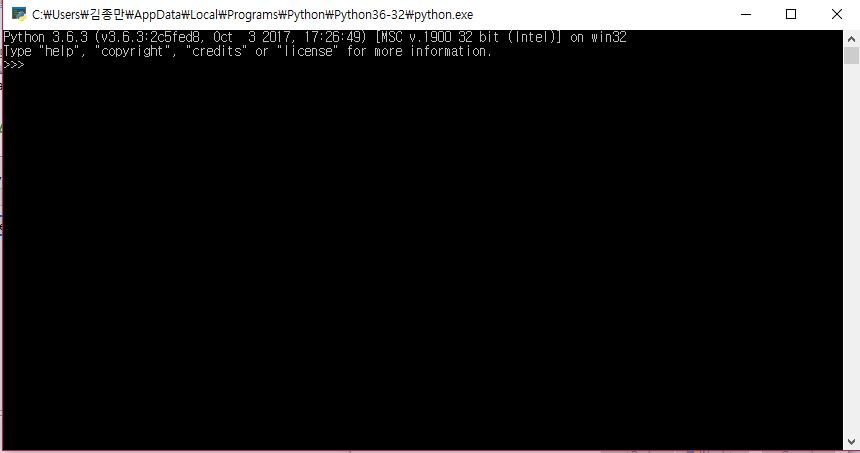 C:₩Users₩김종만₩AppData₩Local₩Programs₩Python₩Python36-32₩python.exe
Python 3.6.3 (v3.6.3:2c5fed8, Oct  3 2017, 17:26:49) [MSC v.1900 32 bit (Intel)] on win32
Type "help", "copyright", "credits" or "license" for more information.
>>>